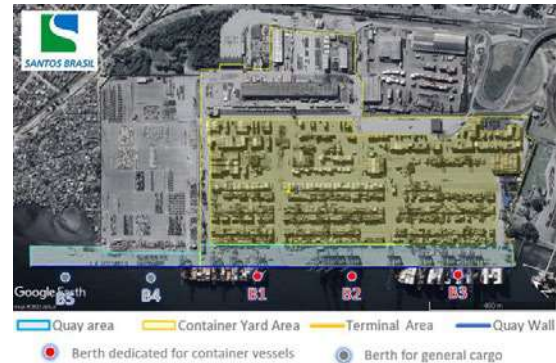 SANTOS BRASIL
B5
B4
B1
B2
B3
Google Earth
400 m
Quay area
Container Yard Area
Terminal Area
Quay Wall
Berth dedicated for container vessels
Berth for general cargo